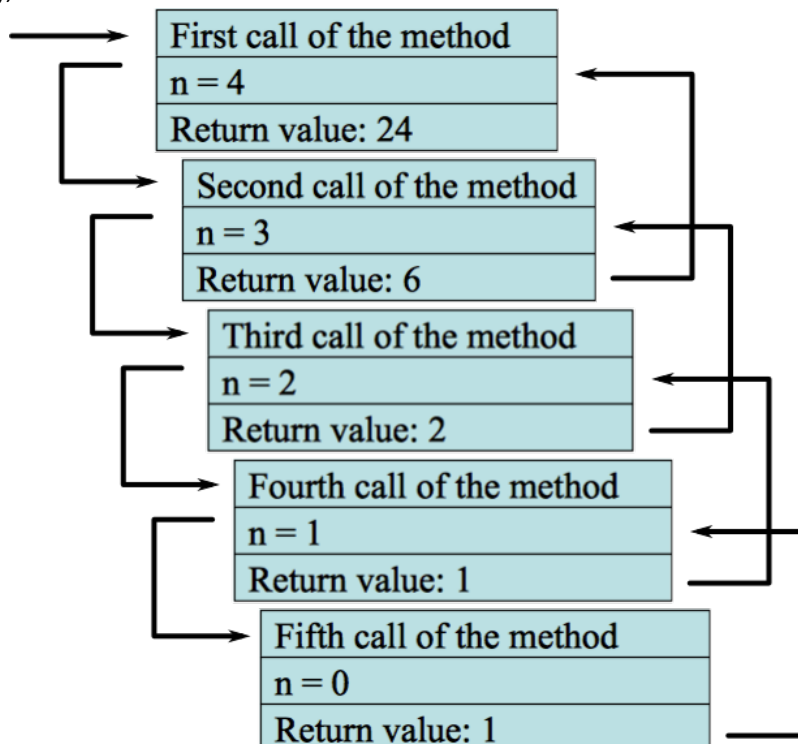 First call of the method
n = 4
Return value: 24
Second call of the method
n = 3
Return value: 6
Third call of the method
n = 2
Return value: 2
Fourth call of the method
n = 1
Return value: 1
Fifth call of the method
n = 0
Return value: 1